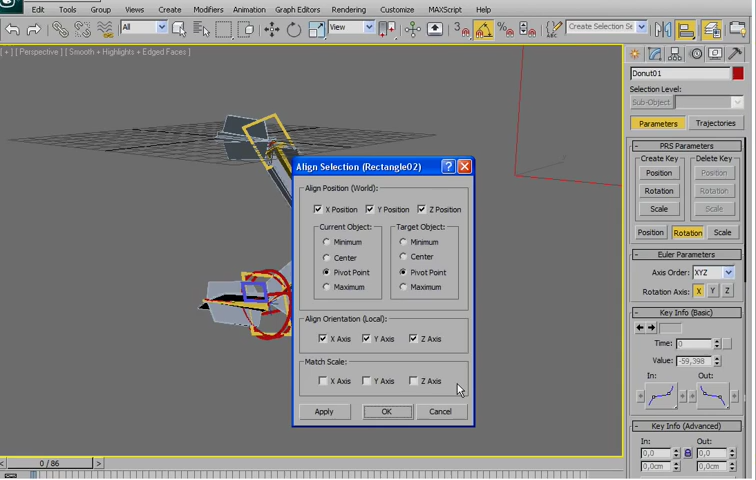 Edit Tools Group Views Create Modifiers Animation Graph Editors Rendering Customize MAXScript Help
All View 3 % Create Selection Se
[ + ] [ Perspective ] [ Smooth + Highlights + Edged Faces ]
Donut01
Selection Level:
Sub-Object
Parameters Trajectories
PRS Parameters
Create Key Delete Key
Position Position
Rotation Rotation
Scale Scale
Position Rotation Scale
Euler Parameters
Axis Order: XYZ
Rotation Axis: X Y Z
Key Info (Basic)
Time: 0
Value: -59,398
In: Out:
Key Info (Advanced)
In: Out:
0,0 0,0
0,0cm 0,0cm
Align Selection (Rectangle02)
Align Position (World):
X Position Y Position Z Position
Current Object: Target Object:
Minimum Minimum
Center Center
Pivot Point Pivot Point
Maximum Maximum
Align Orientation (Local):
X Axis Y Axis Z Axis
Match Scale:
X Axis Y Axis Z Axis
Apply OK Cancel
0 / 86